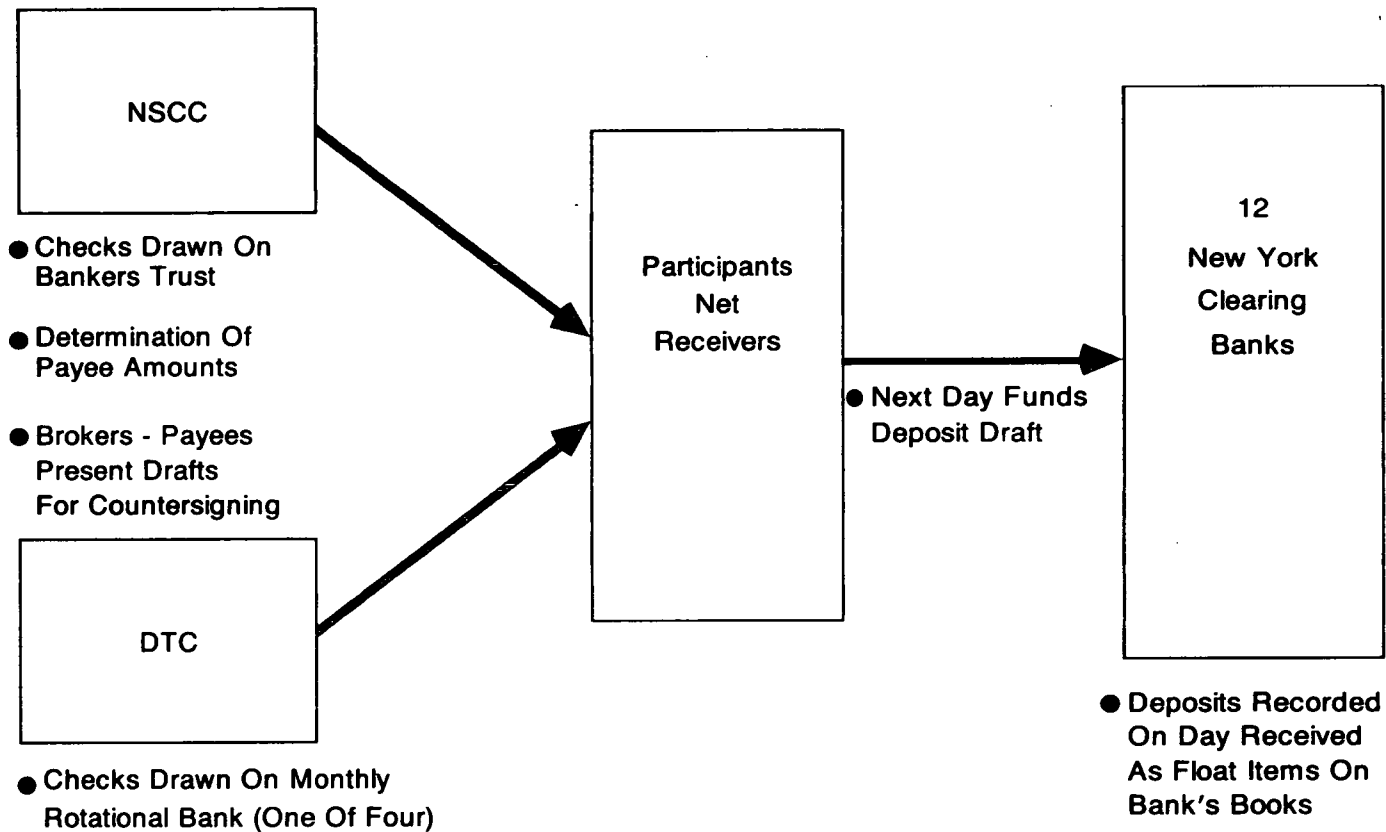 NSCC
● Checks Drawn On
Bankers Trust
● Determination Of
Payee Amounts
● Brokers - Payees
Present Drafts
For Countersigning
DTC
● Checks Drawn On Monthly
Rotational Bank (One Of Four)
Participants
Net
Receivers
● Next Day Funds
Deposit Draft
12
New York
Clearing
Banks
● Deposits Recorded
On Day Received
As Float Items On
Bank's Books